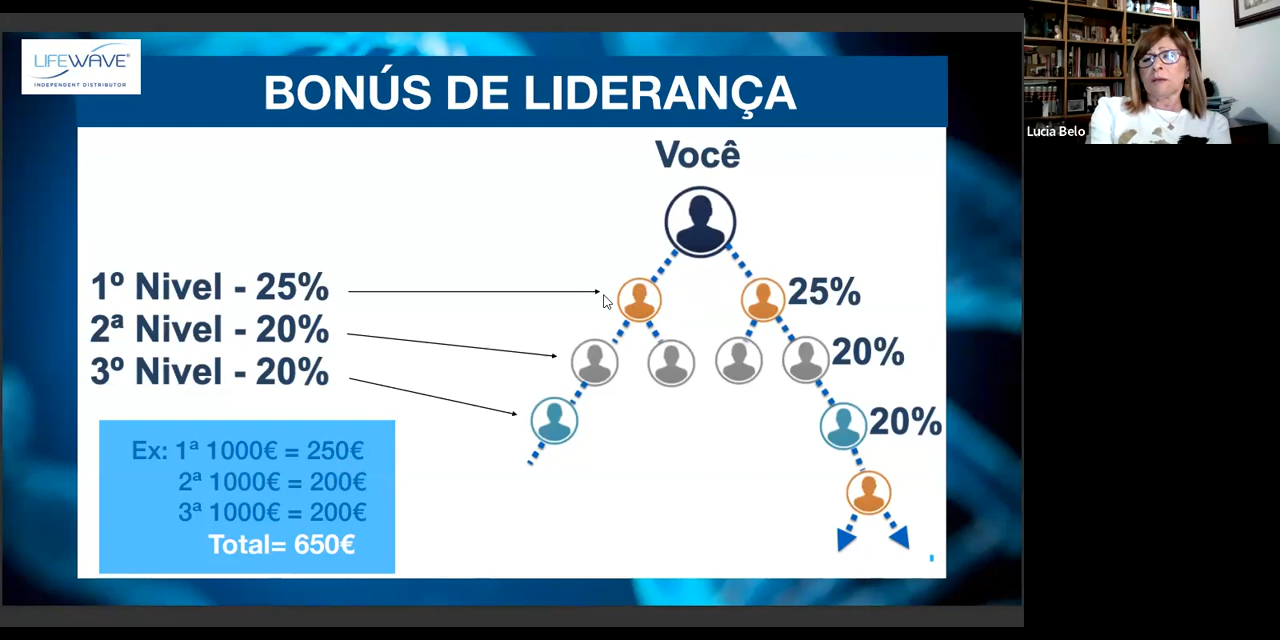 LIFEWAVE®
INDEPENDENT DISTRIBUTOR
BONÚS DE LIDERANÇA
Você
1º Nivel - 25%
2ª Nivel - 20%
3º Nivel - 20%
25%
20%
20%
Ex: 1ª 1000€ = 250€
2ª 1000€ = 200€
3ª 1000€ = 200€
Total= 650€
Lucia Belo